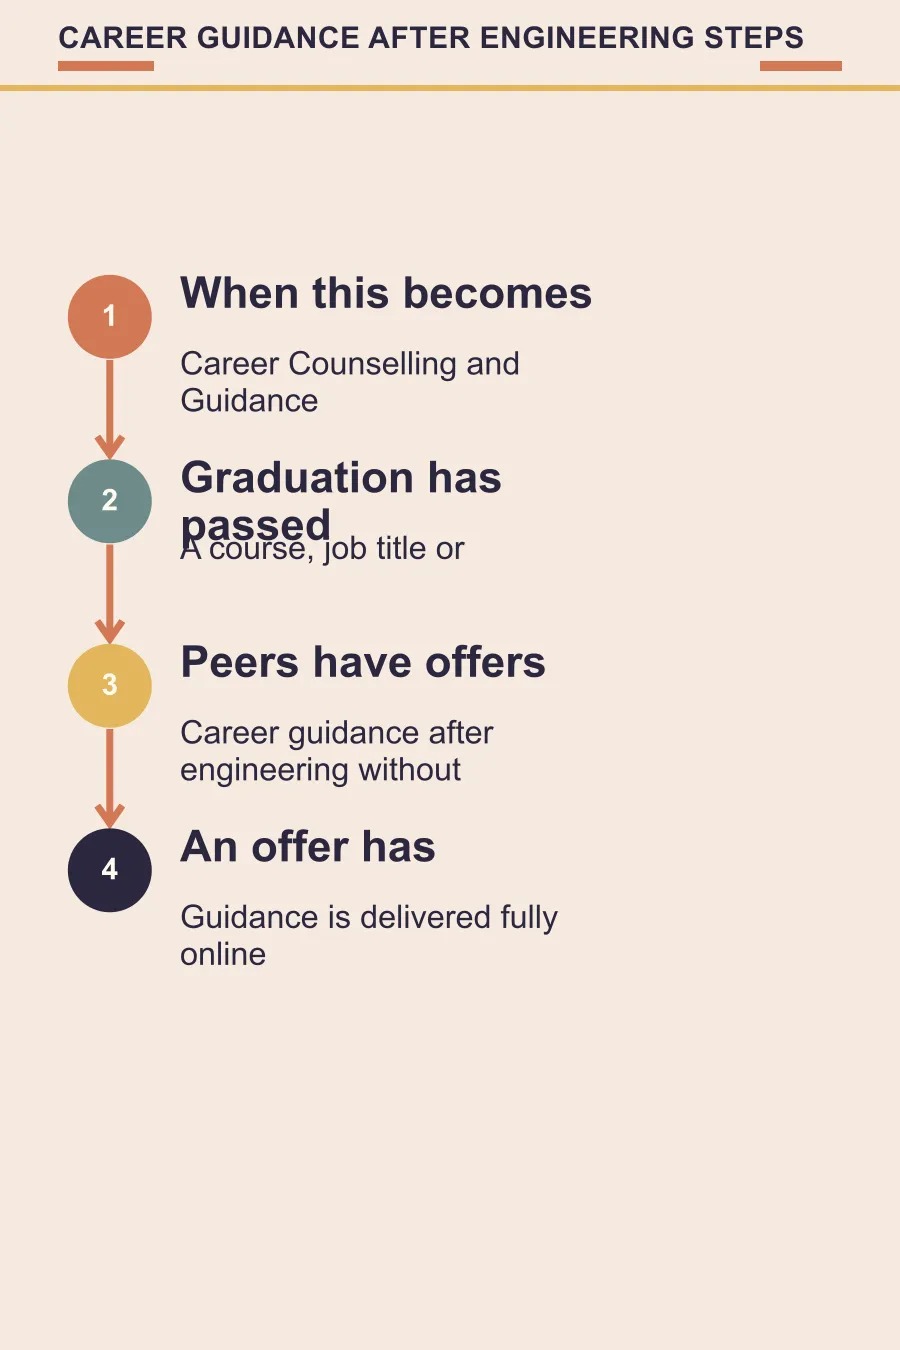 CAREER GUIDANCE AFTER ENGINEERING STEPS
1
When this becomes
Career Counselling and
Guidance
2
Graduation has
passed
A course, job title or
3
Peers have offers
Career guidance after
engineering without
4
An offer has
Guidance is delivered fully
online